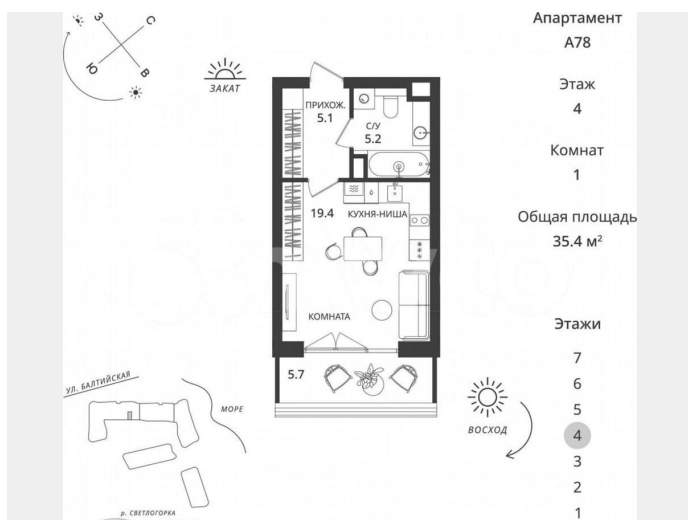 З
С
Ю
В
ЗАКАТ
ПРИХОЖ.
5.1
С/У
5.2
19.4
КУХНЯ-НИША
КОМНАТА
5.7
ВОСХОД
УЛ. БАЛТИЙСКАЯ
МОРЕ
р. СВЕТЛОГОРКА
Апартамент
А78
Этаж
4
Комнат
1
Общая площадь
35.4 м²
Этажи
7
6
5
4
3
2
1